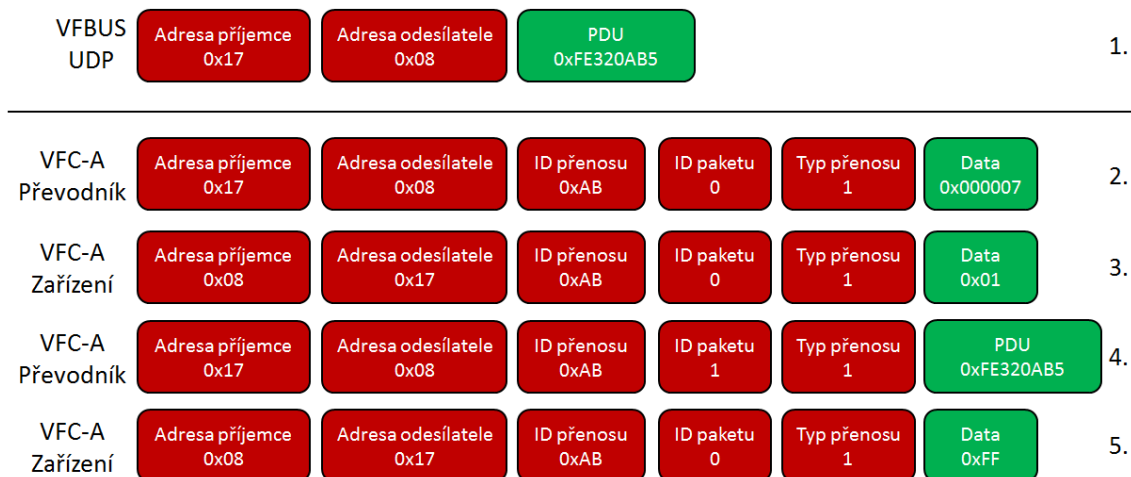 VFBUS
UDP
Adresa příjemce
0x17
Adresa odesílatele
0x08
PDU
0xFE320AB5
1.
VFC-A
Převodník
Adresa příjemce
0x17
Adresa odesílatele
0x08
ID přenosu
0xAB
ID paketu
0
Typ přenosu
1
Data
0x000007
2.
VFC-A
Zařízení
Adresa příjemce
0x08
Adresa odesílatele
0x17
ID přenosu
0xAB
ID paketu
0
Typ přenosu
1
Data
0x01
3.
VFC-A
Převodník
Adresa příjemce
0x17
Adresa odesílatele
0x08
ID přenosu
0xAB
ID paketu
1
Typ přenosu
1
PDU
0xFE320AB5
4.
VFC-A
Zařízení
Adresa příjemce
0x08
Adresa odesílatele
0x17
ID přenosu
0xAB
ID paketu
0
Typ přenosu
1
Data
0xFF
5.